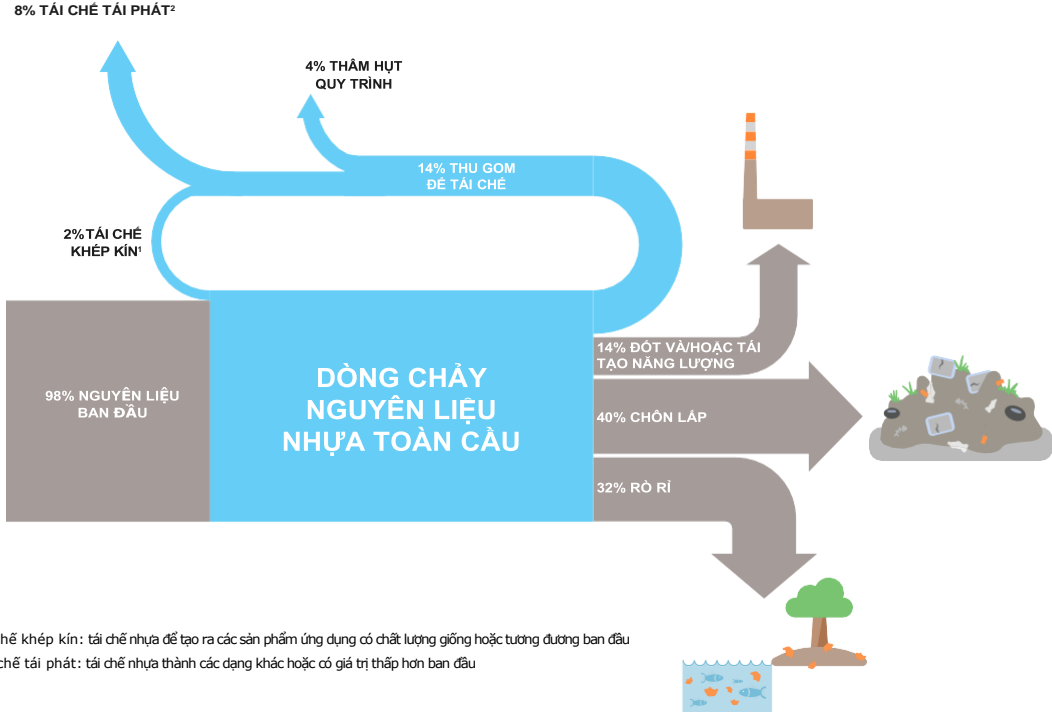 8% TÁI CHẾ TÁI PHÁT²
4% THÂM HỤT
QUY TRÌNH
14% THU GOM
ĐỂ TÁI CHẾ
2% TÁI CHẾ
KHÉP KÍN¹
14% ĐỐT VÀ/HOẶC TÁI
TẠO NĂNG LƯỢNG
98% NGUYÊN LIỆU
BAN ĐẦU
DÒNG CHẢY
NGUYÊN LIỆU
NHỰA TOÀN CẦU
40% CHÔN LẤP
32% RÒ RỈ
hế khép kín: tái chế nhựa để tạo ra các sản phẩm ứng dụng có chất lượng giống hoặc tương đương ban đầu
chế tái phát: tái chế nhựa thành các dạng khác hoặc có giá trị thấp hơn ban đầu